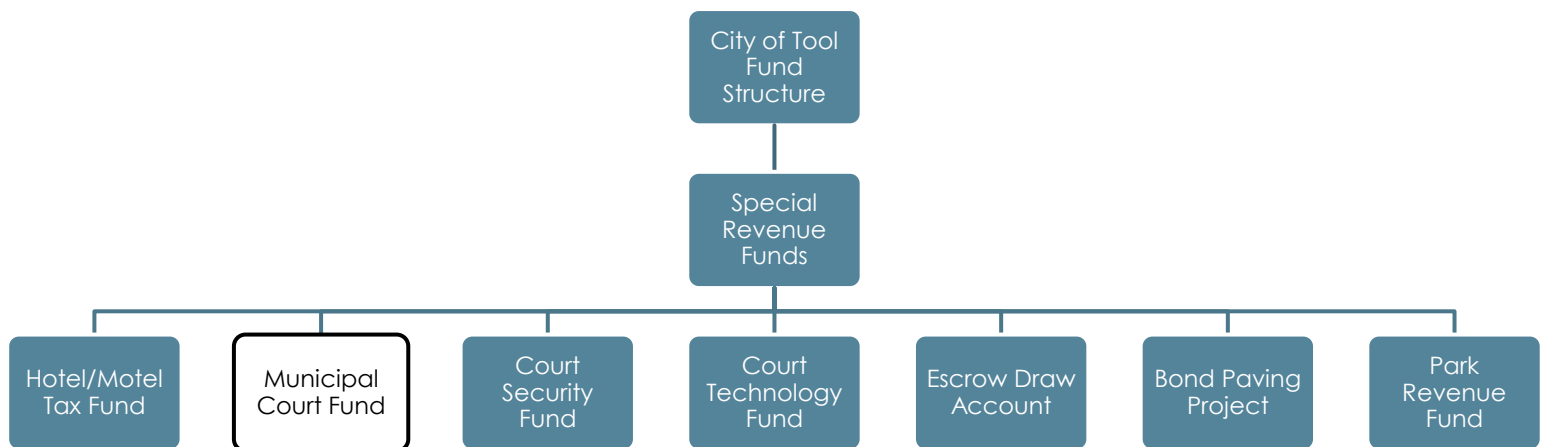 City of Tool
Fund
Structure
Special
Revenue
Funds
Hotel/Motel
Tax Fund
Municipal
Court Fund
Court
Security
Fund
Court
Technology
Fund
Escrow Draw
Account
Bond Paving
Project
Park
Revenue
Fund